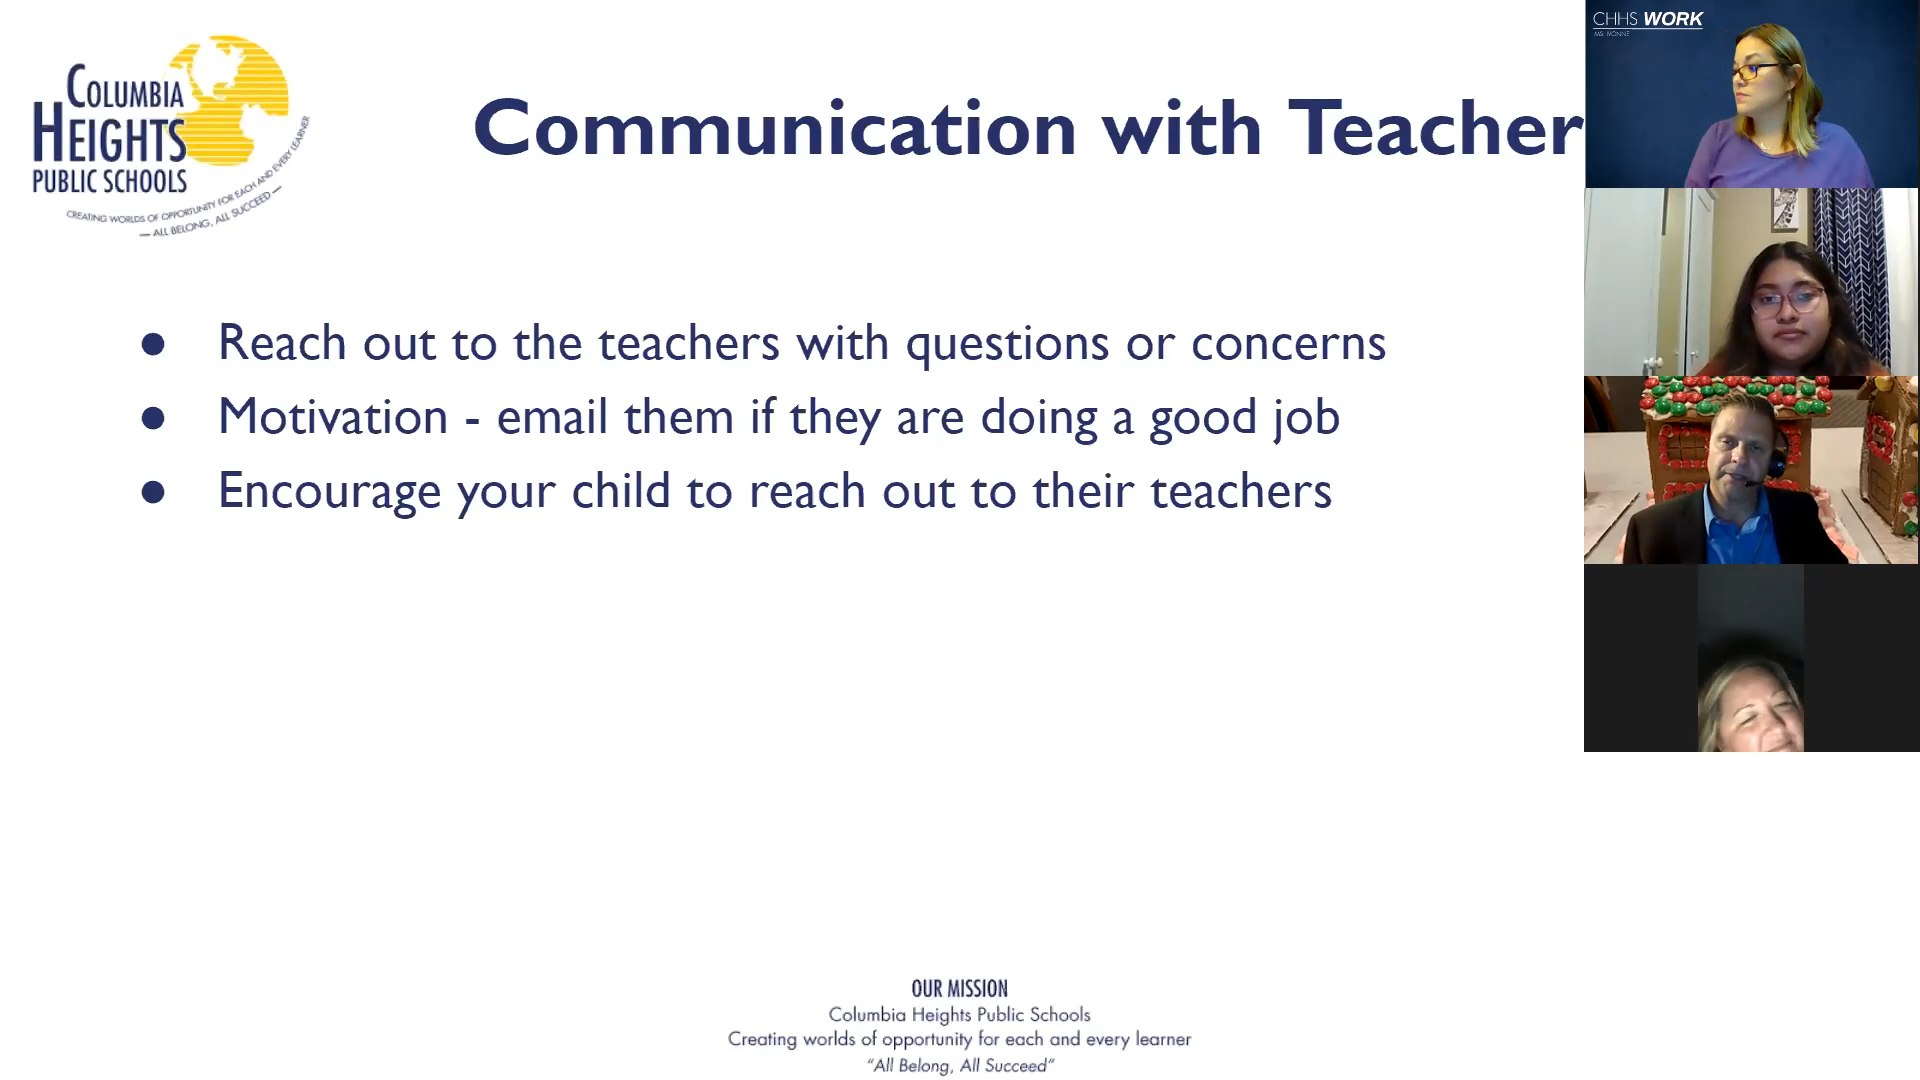 COLUMBIA
HEIGHTS
PUBLIC SCHOOLS
CREATING WORLDS OF OPPORTUNITY FOR EACH AND EVERY LEARNER
— ALL BELONG, ALL SUCCEED —
Communication with Teacher
● Reach out to the teachers with questions or concerns
● Motivation - email them if they are doing a good job
● Encourage your child to reach out to their teachers
CHHS WORK
MS. IVONNE
OUR MISSION
Columbia Heights Public Schools
Creating worlds of opportunity for each and every learner
“All Belong, All Succeed”